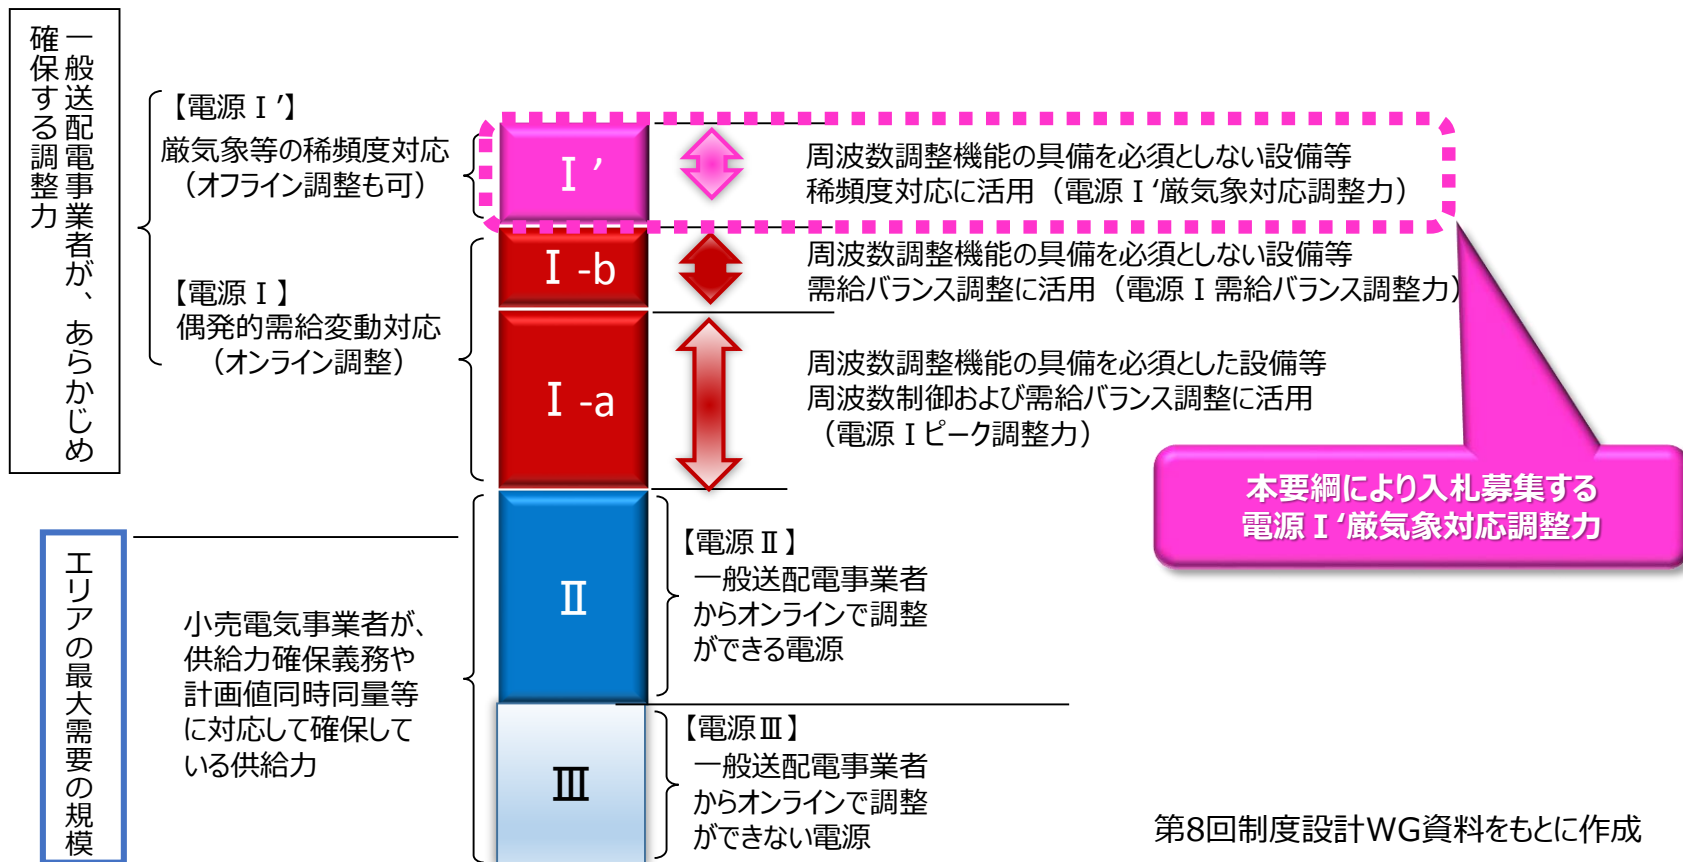 一般送配電事業者が、あらかじめ
確保する調整力
【電源Ⅰ’】
厳気象等の稀頻度対応
（オフライン調整も可）
【電源Ⅰ】
偶発的需給変動対応
（オンライン調整）
Ⅰ’
Ⅰ-b
Ⅰ-a
Ⅱ
Ⅲ
周波数調整機能の具備を必須としない設備等
稀頻度対応に活用（電源Ⅰ‘厳気象対応調整力）
周波数調整機能の具備を必須としない設備等
需給バランス調整に活用（電源Ⅰ需給バランス調整力）
周波数調整機能の具備を必須とした設備等
周波数制御および需給バランス調整に活用
（電源Ⅰピーク調整力）
本要綱により入札募集する
電源Ⅰ‘厳気象対応調整力
エリアの最大需要の規模
小売電気事業者が、
供給力確保義務や
計画値同時同量等
に対応して確保して
いる供給力
【電源Ⅱ】
一般送配電事業者
からオンラインで調整
ができる電源
【電源Ⅲ】
一般送配電事業者
からオンラインで調整
ができない電源
第8回制度設計WG資料をもとに作成